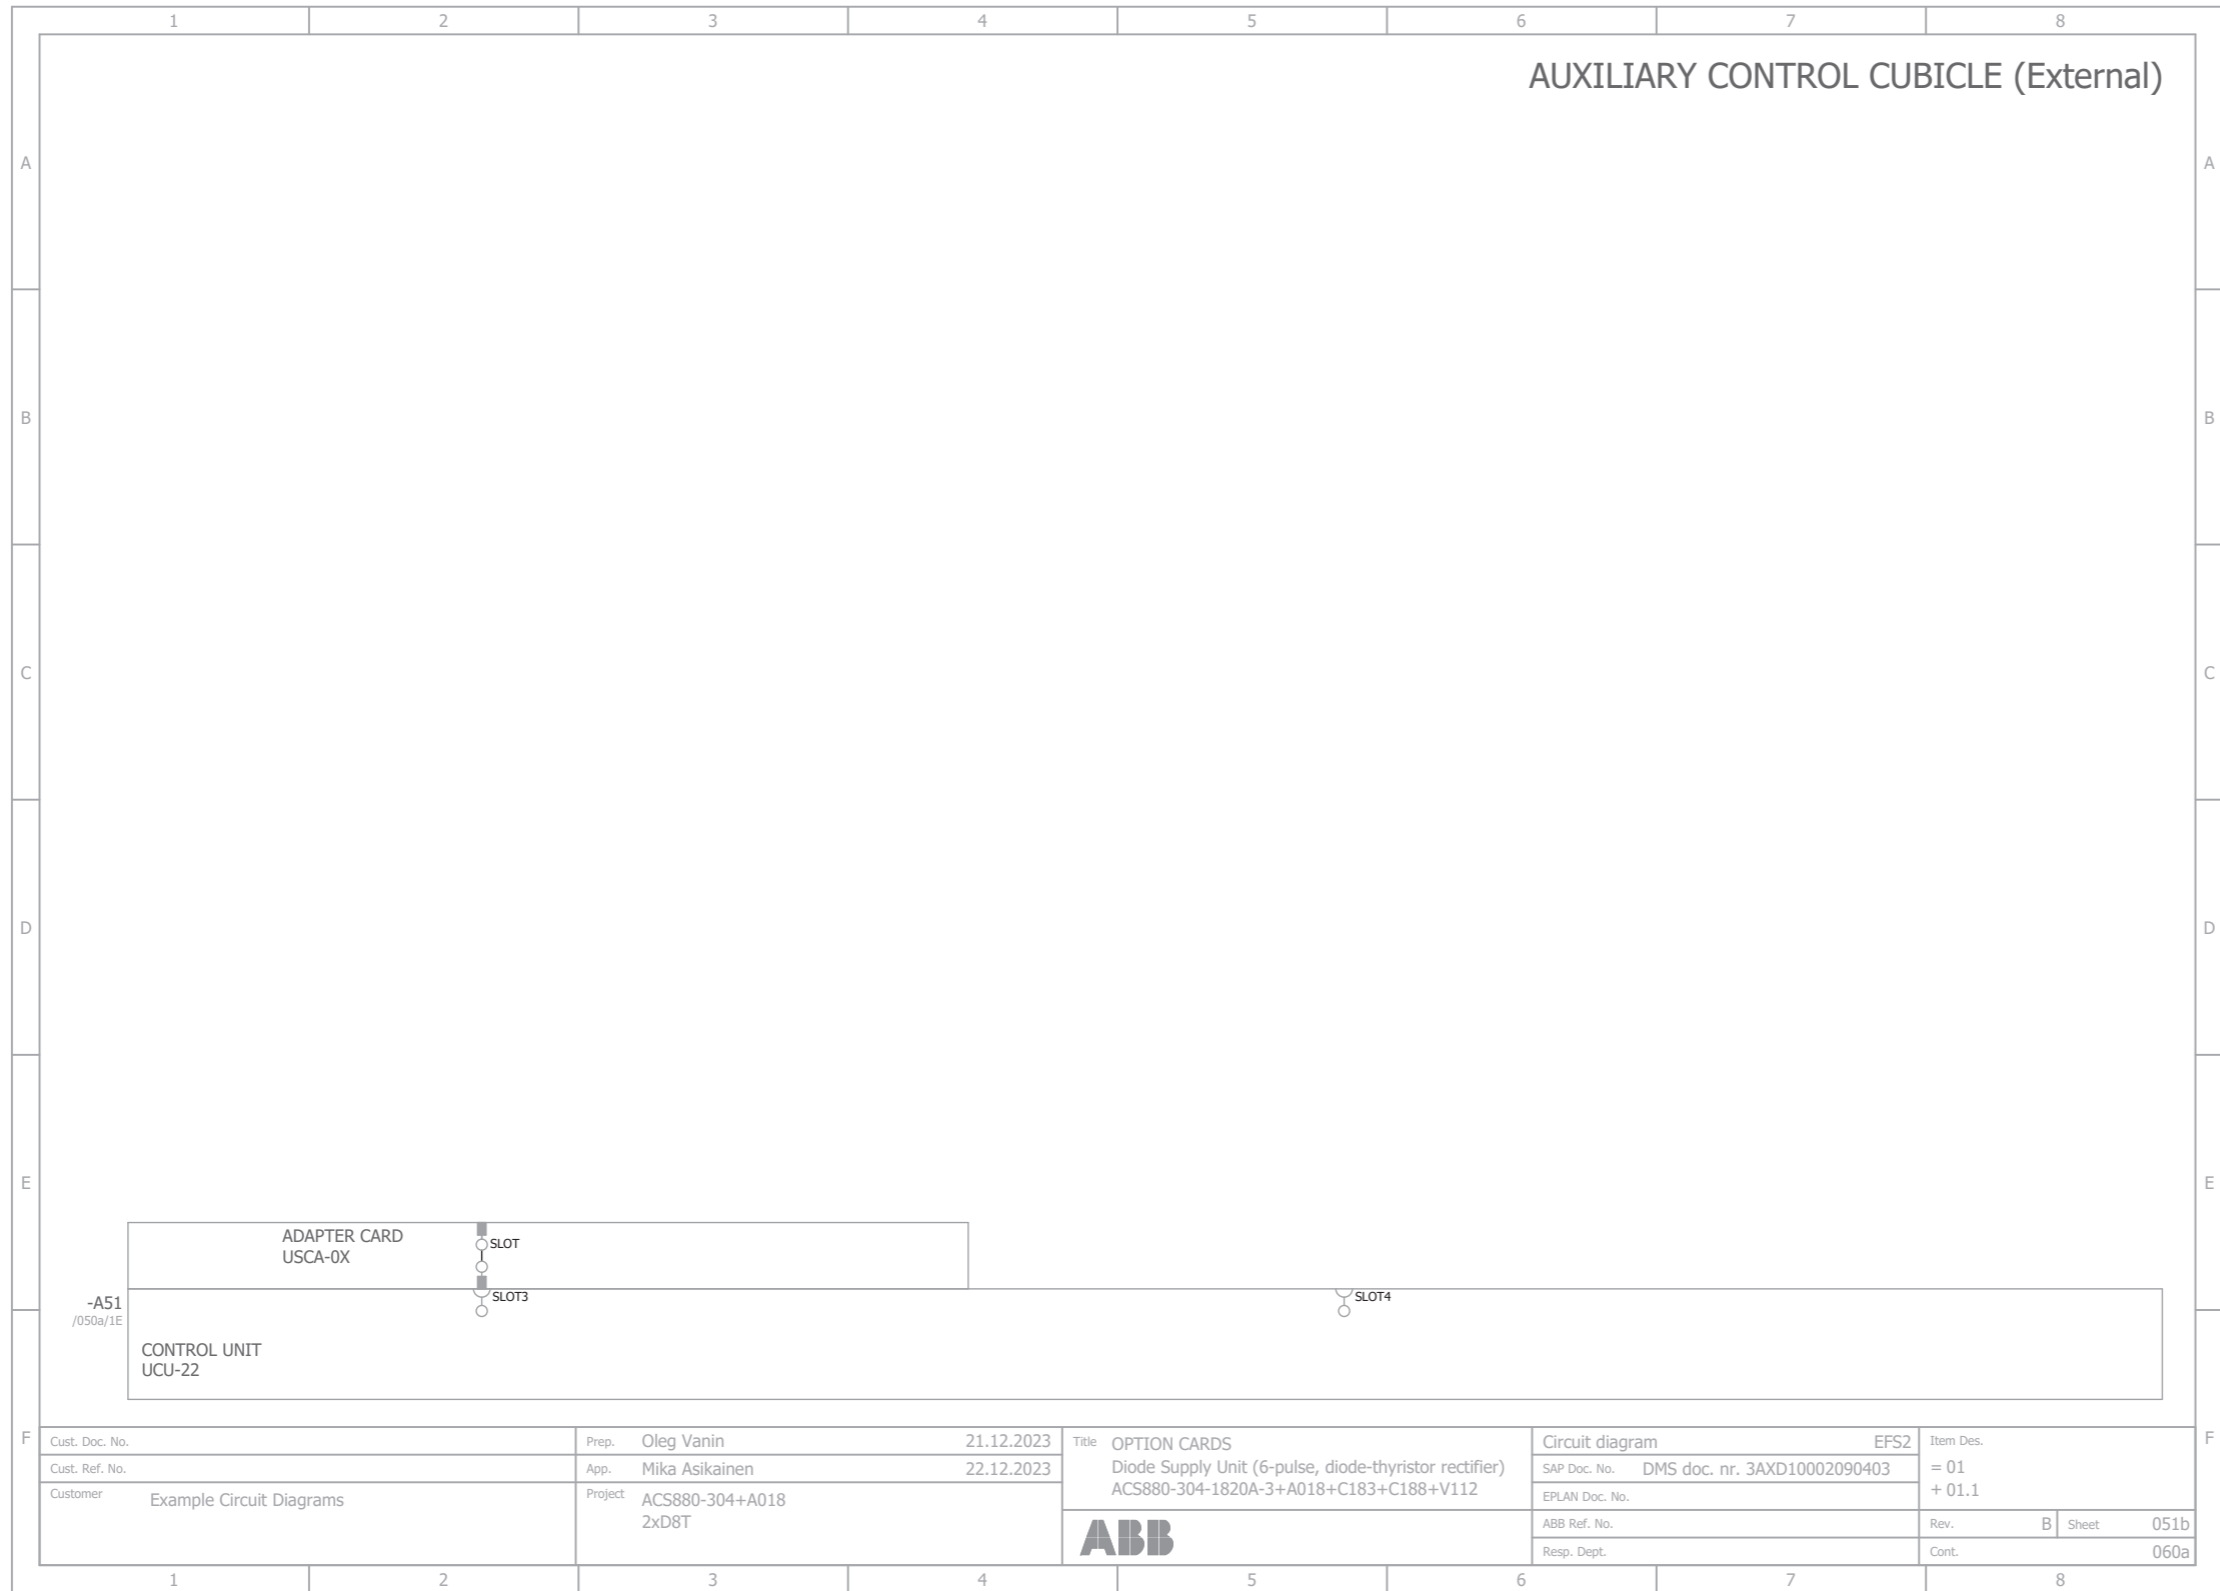 1 2 3 4 5 6 7 8
AUXILIARY CONTROL CUBICLE (External)
A A
B B
C C
D D
E E
ADAPTER CARD
USCA-0X
SLOT
-A51
/050a/1E
SLOT3
SLOT4
CONTROL UNIT
UCU-22
F F
Cust. Doc. No.
Cust. Ref. No.
Customer Example Circuit Diagrams
Prep. Oleg Vanin 21.12.2023
App. Mika Asikainen 22.12.2023
Project ACS880-304+A018
2xD8T
Title OPTION CARDS
Diode Supply Unit (6-pulse, diode-thyristor rectifier)
ACS880-304-1820A-3+A018+C183+C188+V112
ABB
Circuit diagram EFS2
SAP Doc. No. DMS doc. nr. 3AXD10002090403
EPLAN Doc. No.
ABB Ref. No.
Resp. Dept.
Item Des.
= 01
+ 01.1
Rev. B Sheet 051b
Cont. 060a
1 2 3 4 5 6 7 8